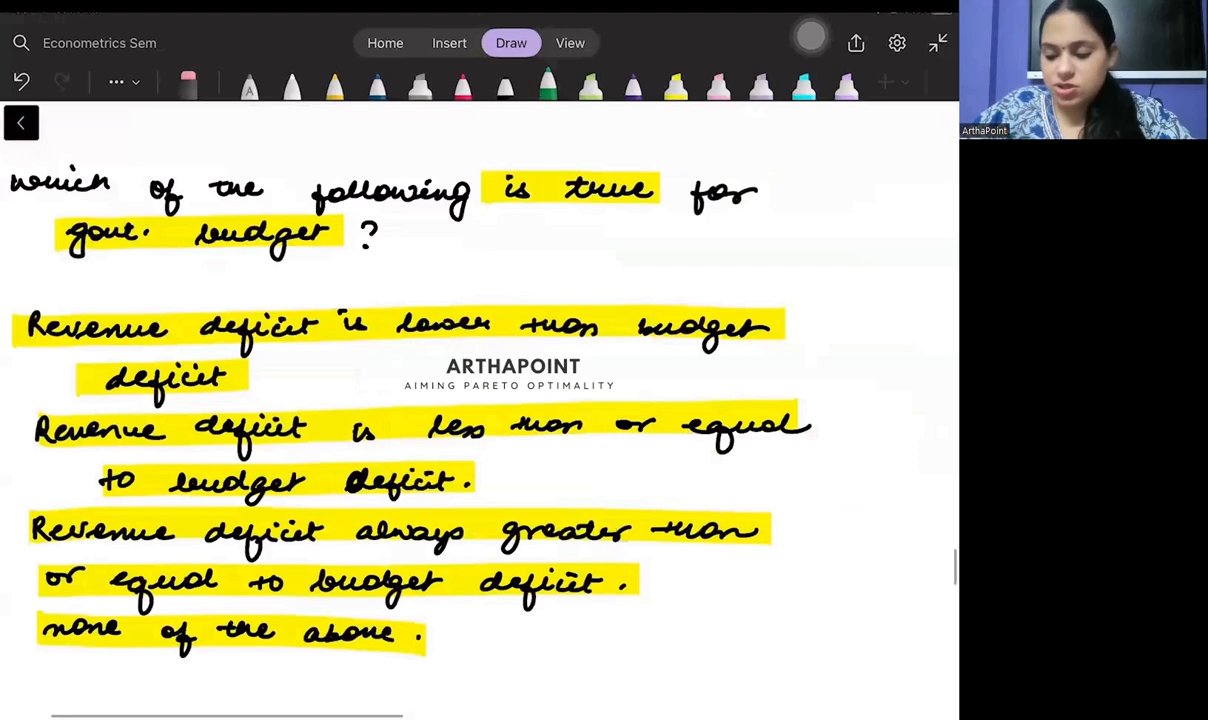 Econometrics Sem
Home Insert Draw View
A
ArthaPoint
which of the following is true for
govt. budget ?
Revenue deficit is lower than budget
deficit
ARTHAPOINT
AIMING PARETO OPTIMALITY
Revenue deficit is less than or equal
to budget deficit.
Revenue deficit always greater than
or equal to budget deficit.
none of the above.